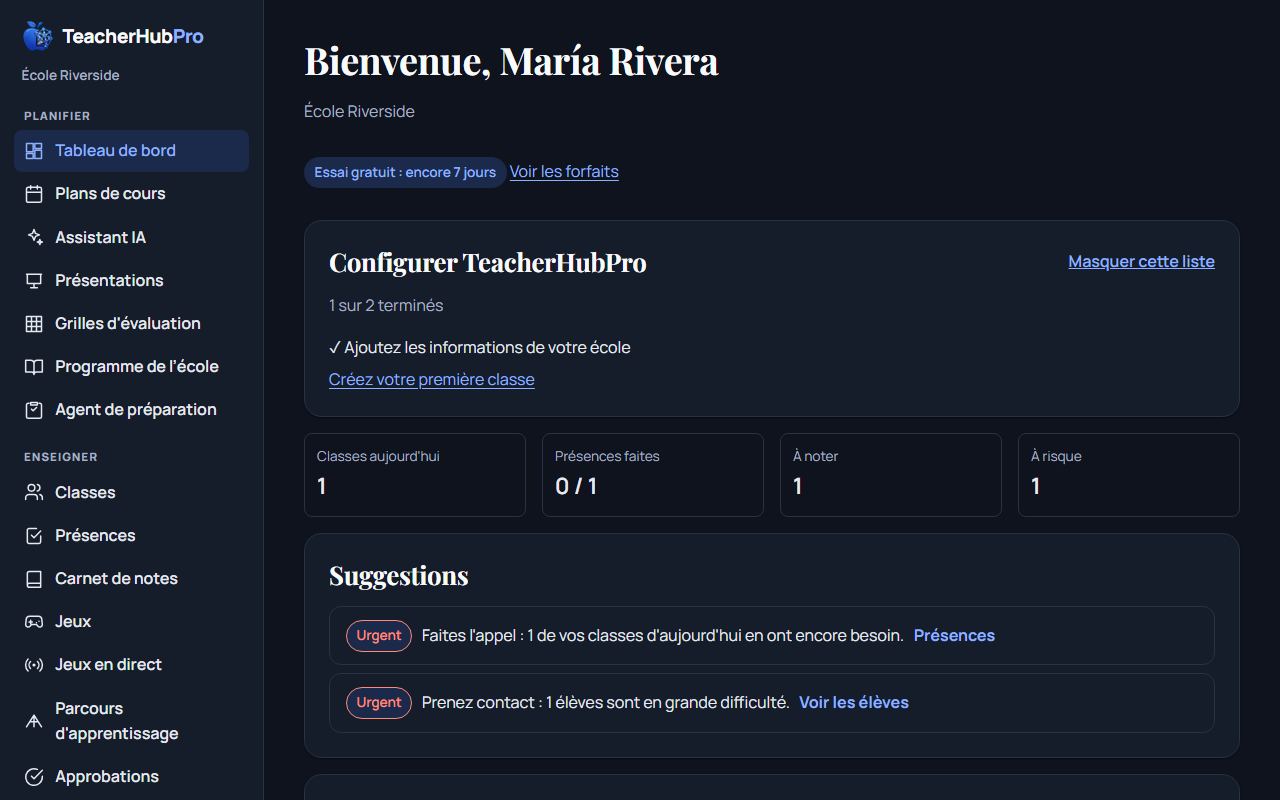 TeacherHubPro
École Riverside
PLANIFIER
Tableau de bord
Plans de cours
Assistant IA
Présentations
Grilles d'évaluation
Programme de l'école
Agent de préparation
ENSEIGNER
Classes
Présences
Carnet de notes
Jeux
Jeux en direct
Parcours
d'apprentissage
Approbations
Bienvenue, María Rivera
École Riverside
Essai gratuit : encore 7 jours Voir les forfaits
Configurer TeacherHubPro
Masquer cette liste
1 sur 2 terminés
✓ Ajoutez les informations de votre école
Créez votre première classe
Classes aujourd'hui
1
Présences faites
0 / 1
À noter
1
À risque
1
Suggestions
Urgent Faites l'appel : 1 de vos classes d'aujourd'hui en ont encore besoin. Présences
Urgent Prenez contact : 1 élèves sont en grande difficulté. Voir les élèves